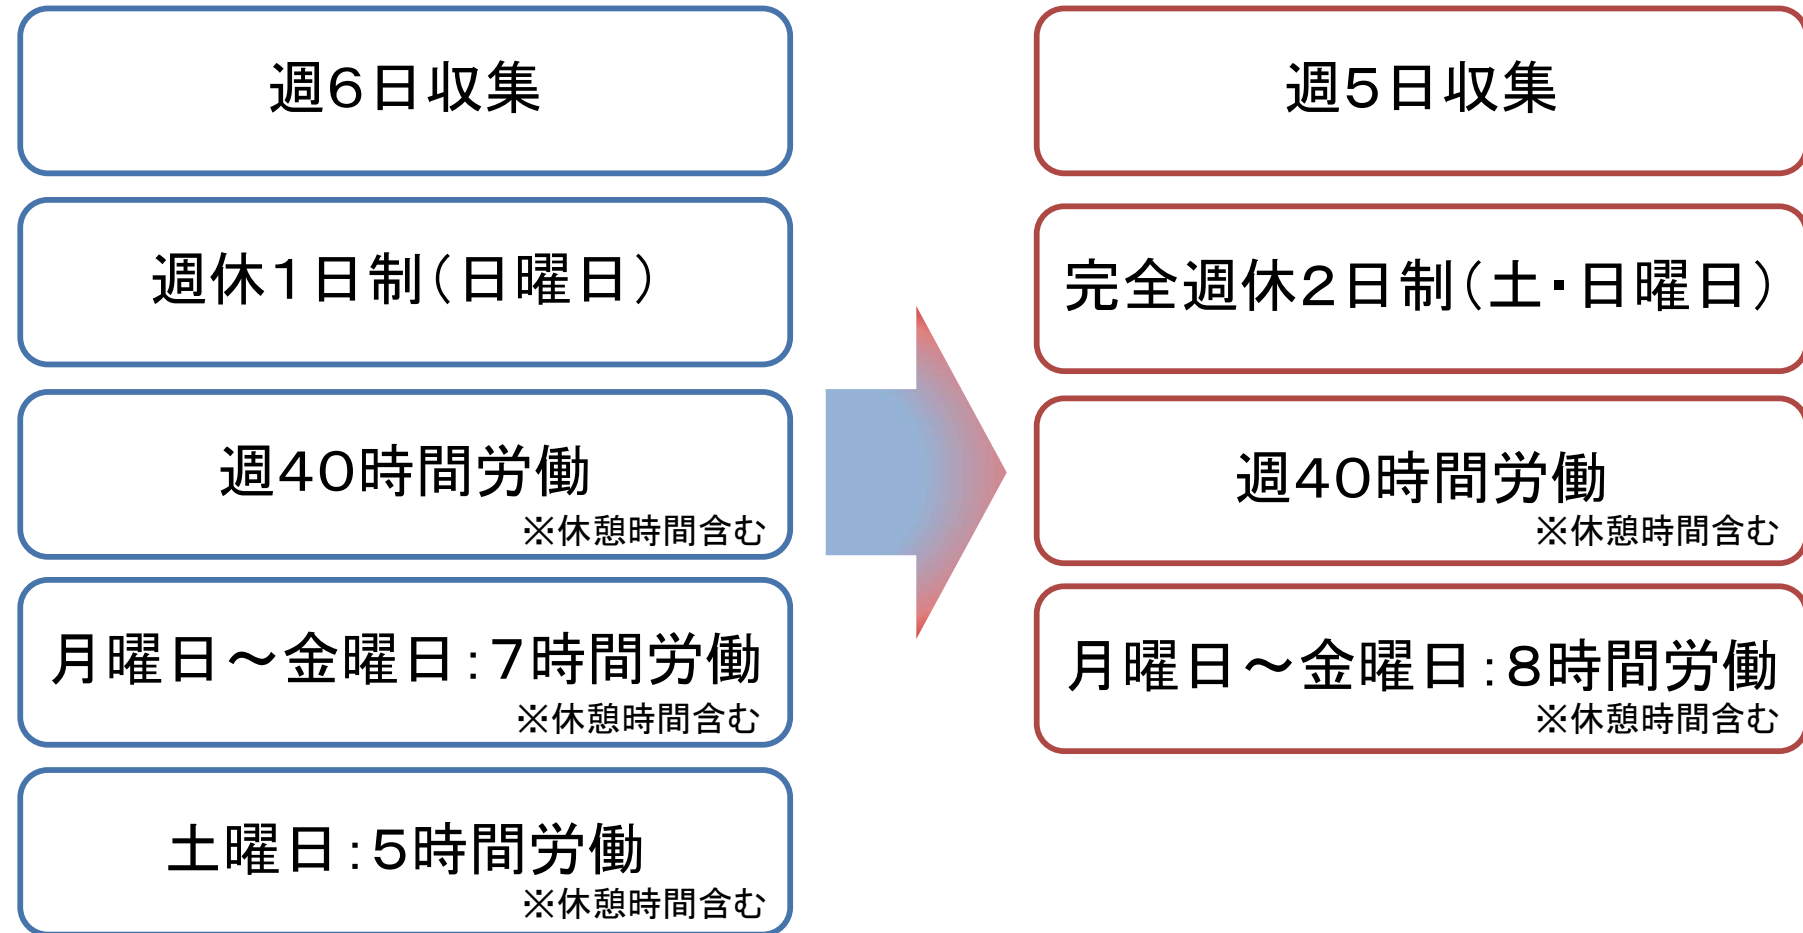 週6日収集
週休1日制(日曜日)
週40時間労働
※休憩時間含む
月曜日~金曜日:7時間労働
※休憩時間含む
土曜日:5時間労働
※休憩時間含む
週5日収集
完全週休2日制(土・日曜日)
週40時間労働
※休憩時間含む
月曜日~金曜日:8時間労働
※休憩時間含む